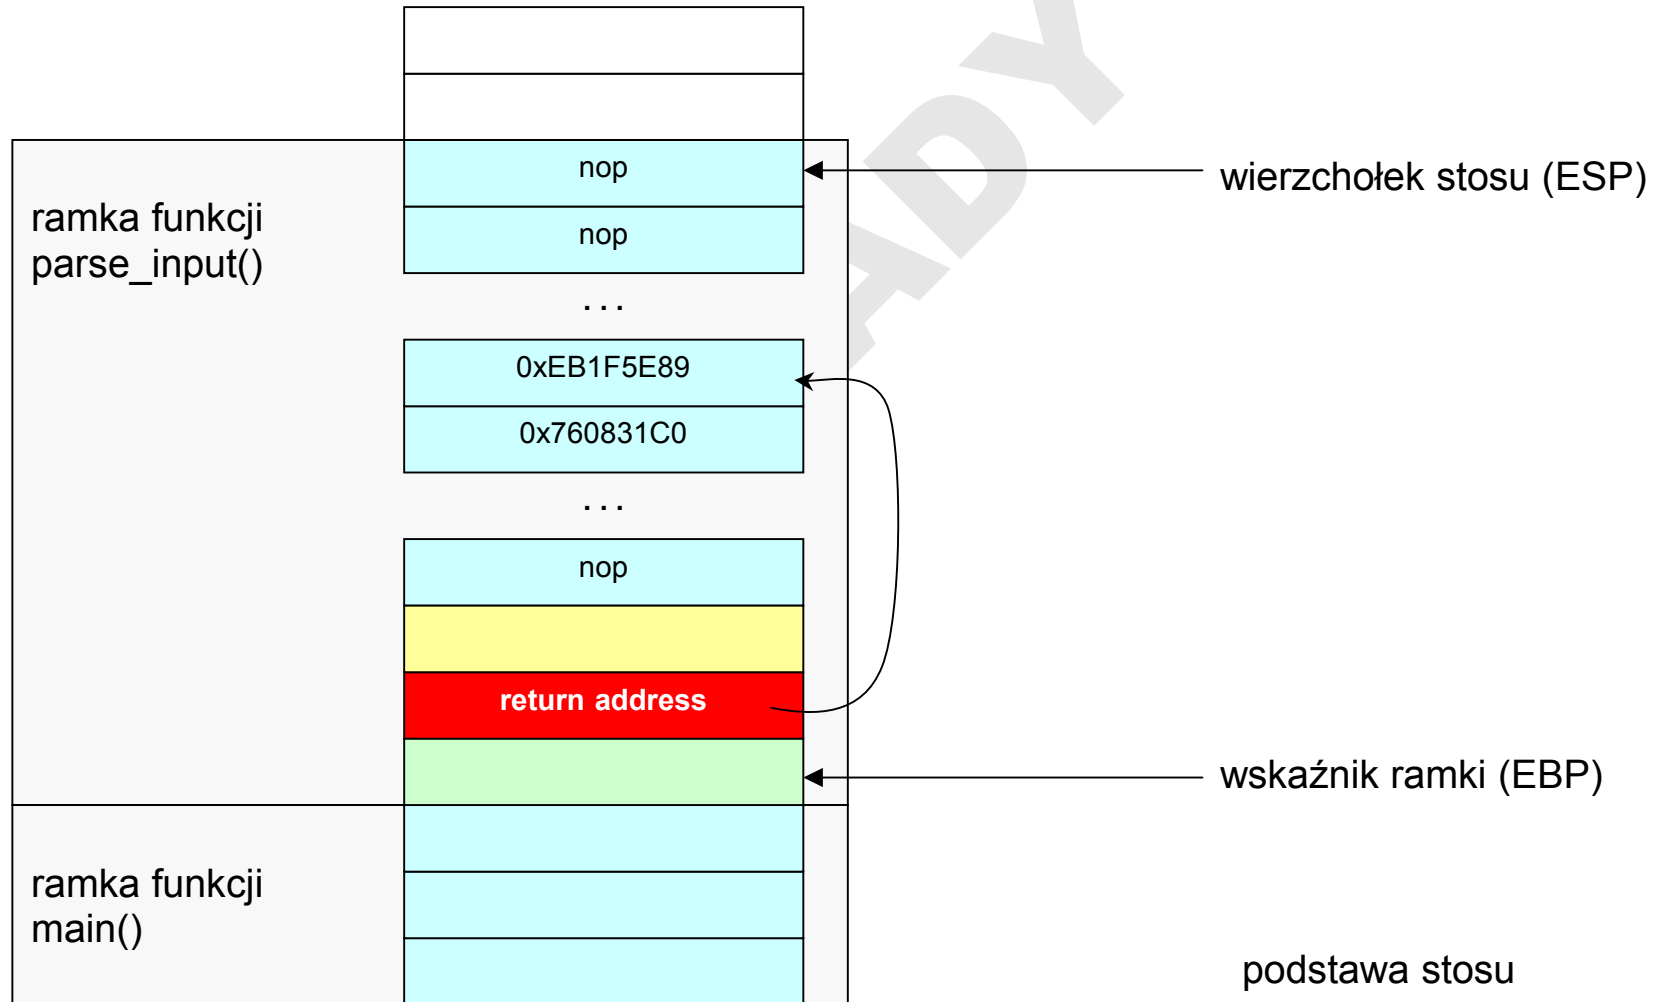 nop
wierzchołek stosu (ESP)
ramka funkcji
parse_input()
nop
. . .
0xEB1F5E89
0x760831C0
. . .
nop
return address
wskaźnik ramki (EBP)
ramka funkcji
main()
podstawa stosu
ADY